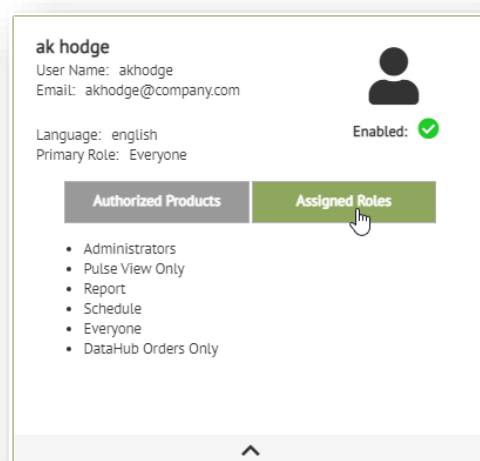 ak hodge
User Name: akhodge
Email: akhodge@company.com
Enabled:
Language: english
Primary Role: Everyone
Authorized Products
Assigned Roles
• Administrators
• Pulse View Only
• Report
• Schedule
• Everyone
• DataHub Orders Only